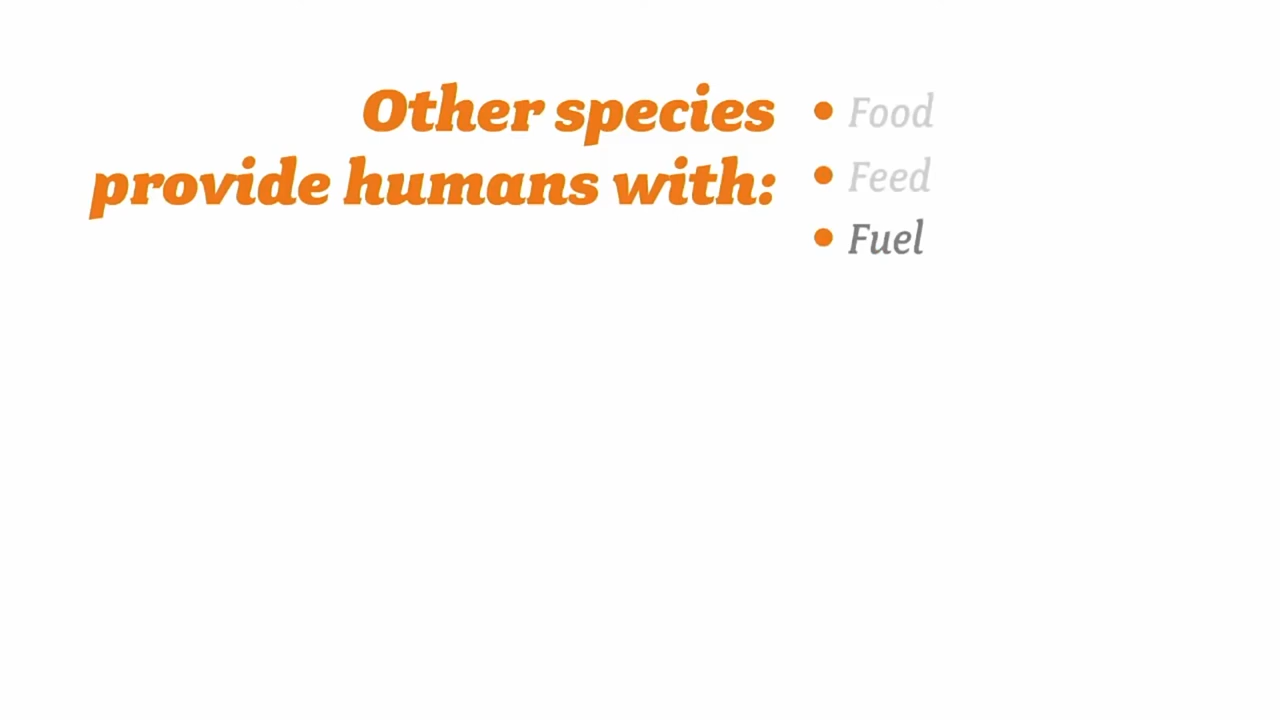 Other species
provide humans with:
• Food
• Feed
• Fuel